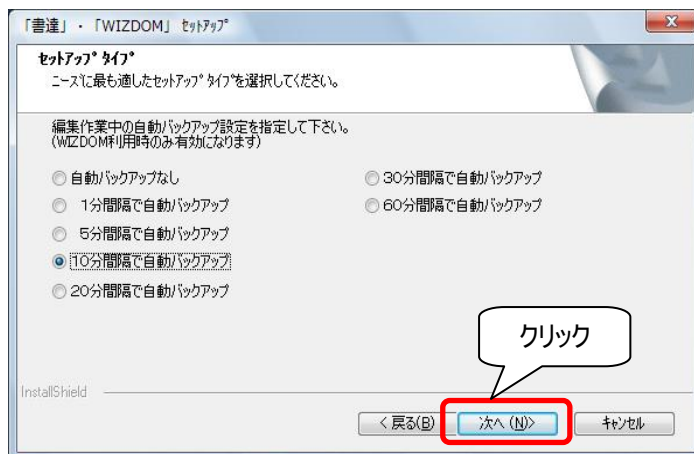 「書達」・「WIZDOM」 ｾｯﾄｱｯﾌﾟ
ｾｯﾄｱｯﾌﾟ ﾀｲﾌﾟ
ニーズに最も適したセットアップ タイプを選択してください。
編集作業中の自動バックアップ設定を指定して下さい。
(WIZDOM利用時のみ有効になります)
自動バックアップなし
1分間隔で自動バックアップ
5分間隔で自動バックアップ
10分間隔で自動バックアップ
20分間隔で自動バックアップ
30分間隔で自動バックアップ
60分間隔で自動バックアップ
クリック
InstallShield
< 戻る(B)
次へ (N)>
ｷｬﾝｾﾙ